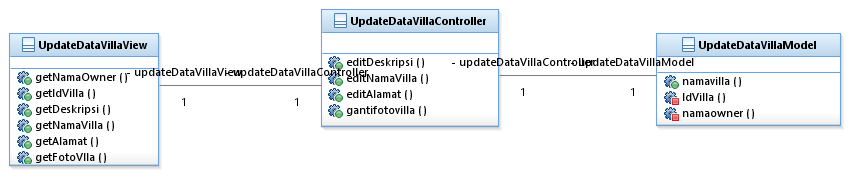 UpdateDataVillaView
getNamaOwner ()
getIdVilla ()
getDeskripsi ()
getNamaVilla ()
getAlamat ()
getFotoVlla ()
- updateDataVillaView
- updateDataVillaController
1
1
UpdateDataVillaController
editDeskripsi ()
editNamaVilla ()
editAlamat ()
gantifotovilla ()
- updateDataVillaController
- updateDataVillaModel
1
1
UpdateDataVillaModel
namavilla ()
IdVilla ()
namaowner ()